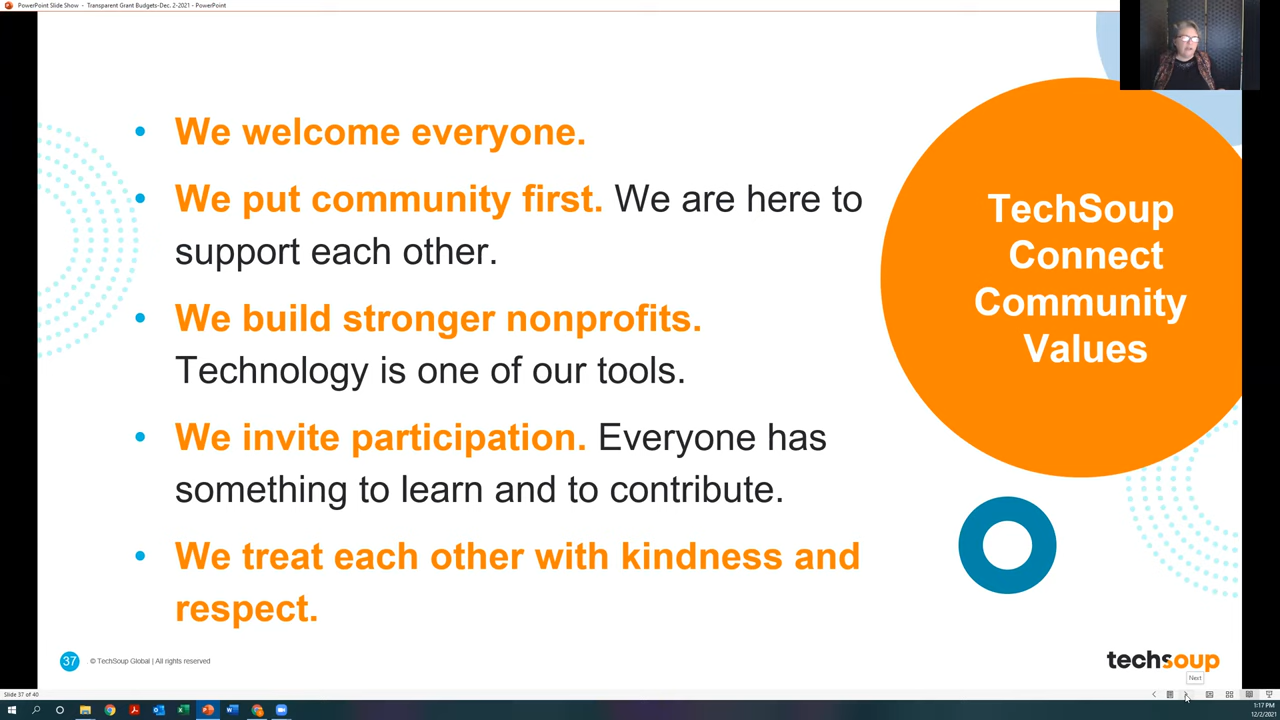 PowerPoint Slide Show - Transparent Grant Budgets-Dec. 2-2021 - PowerPoint
We welcome everyone.
We put community first. We are here to
support each other.
We build stronger nonprofits.
Technology is one of our tools.
We invite participation. Everyone has
something to learn and to contribute.
We treat each other with kindness and
respect.
TechSoup
Connect
Community
Values
37
. © TechSoup Global | All rights reserved
techsoup
Next
Slide 37 of 40
1:17 PM
12/2/2021